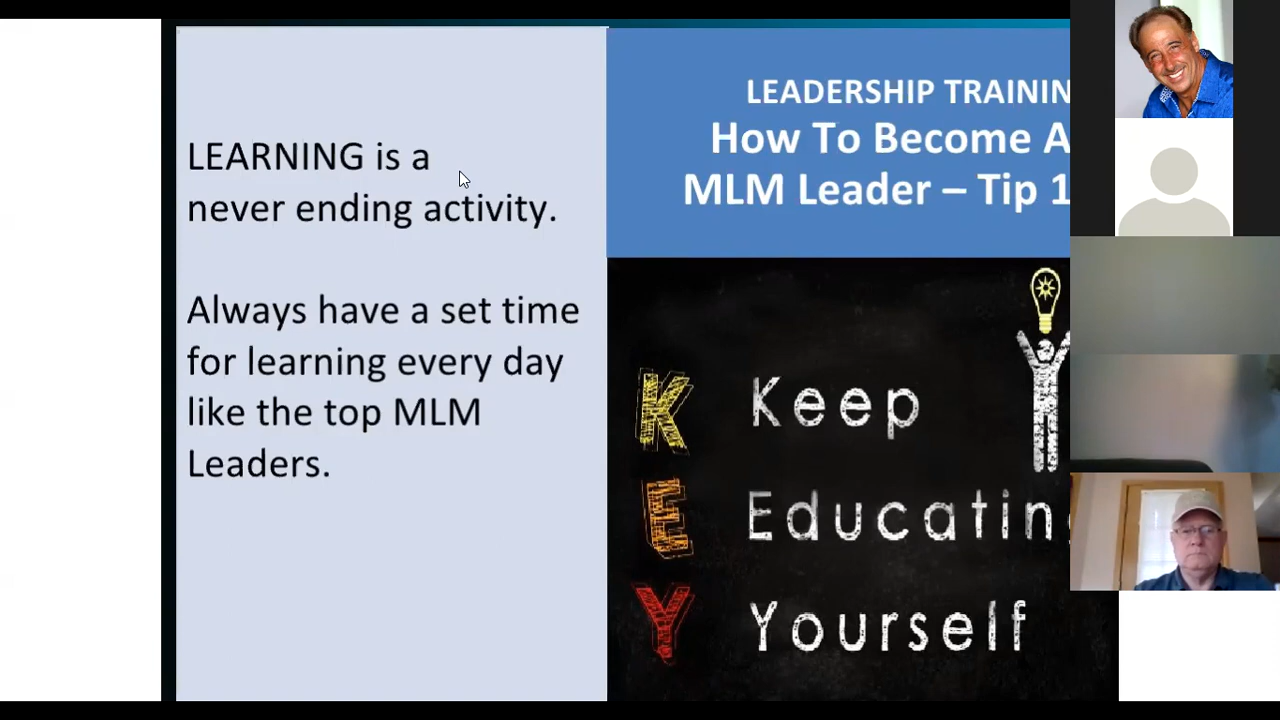 LEARNING is a
never ending activity.
Always have a set time
for learning every day
like the top MLM
Leaders.
LEADERSHIP TRAININ
How To Become A
MLM Leader – Tip 1
K Keep
E Educating
Y Yourself